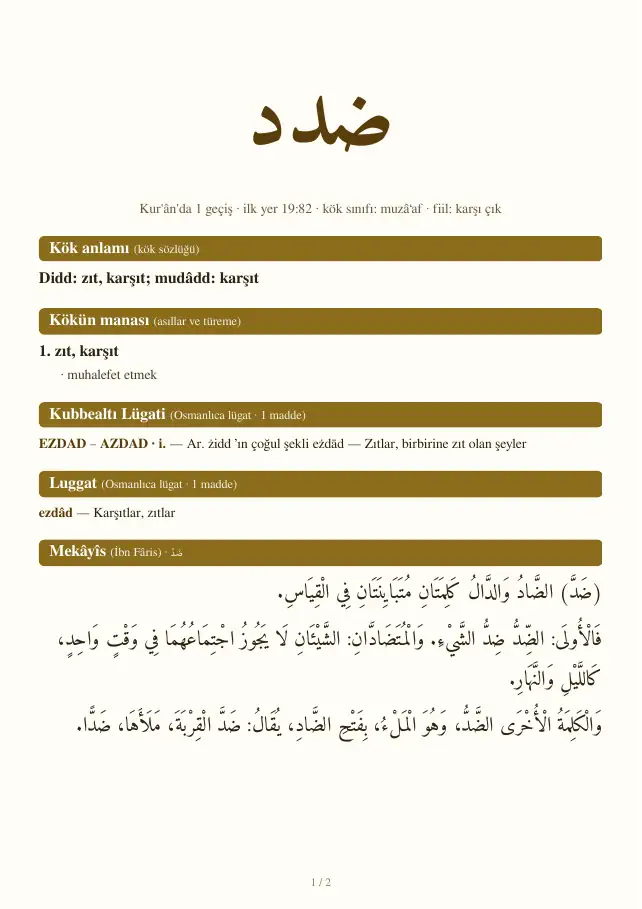 ضدد
Kur'ân'da 1 geçiş · ilk yer 19:82 · kök sınıfı: muzâ'af · fiil: karşı çık
Kök anlamı (kök sözlüğü)
Didd: zıt, karşıt; mudâdd: karşıt
Kökün manası (asıllar ve türeme)
1. zıt, karşıt
· muhalefet etmek
Kubbealtı Lügati (Osmanlıca lügat · 1 madde)
EZDAD – AZDAD · i. — Ar. żidd 'ın çoğul şekli eżdād — Zıtlar, birbirine zıt olan şeyler
Luggat (Osmanlıca lügat · 1 madde)
ezdâd — Karşıtlar, zıtlar
Mekâyîs (İbn Fâris) · ضَدَّ
(ضَدَّ) الضَّادُ وَالدَّالُ كَلِمَتَانِ مُتَبَايِنَتَانِ فِي الْقِيَاسِ.
فَالْأُولَى: الضِّدُّ ضِدُّ الشَّيْءِ. وَالْمُتَضَادَّانِ: الشَّيْئَانِ لَا يَجُوزُ اجْتِمَاعُهُمَا فِي وَقْتٍ وَاحِدٍ،
كَاللَّيْلِ وَالنَّهَارِ.
وَالْكَلِمَةُ الْأُخْرَى الضَّدُّ، وَهُوَ الْمَلْءُ، بِفَتْحِ الضَّادِ، يُقَالُ: ضَدَّ الْقِرْبَةَ، مَلَأَهَا، ضَدًّا.
1 / 2